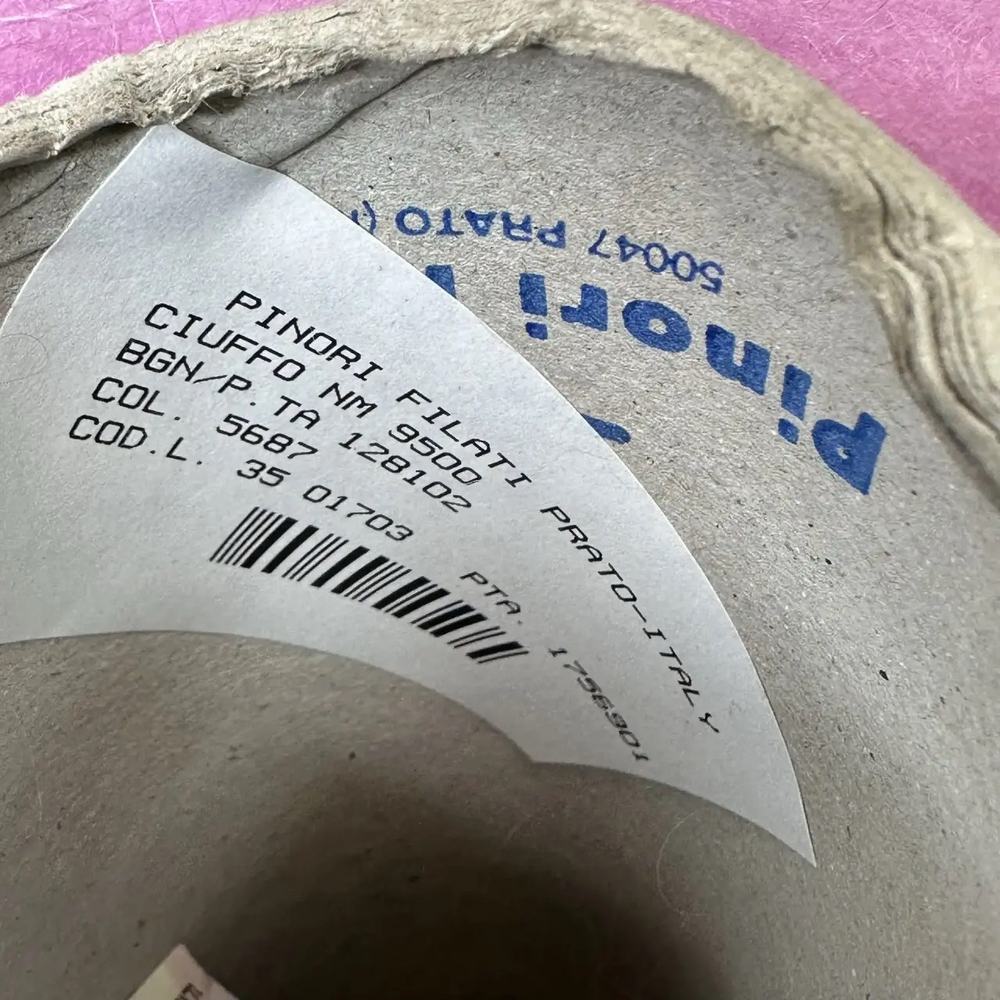 PINORI FILATI PRATO-ITALY
CIUFFO NM 9500
BGN/P.TA 128102
COL. 5687
COD.L. 35 01703
PTA. 1756901
Pinori
50047 PRATO (